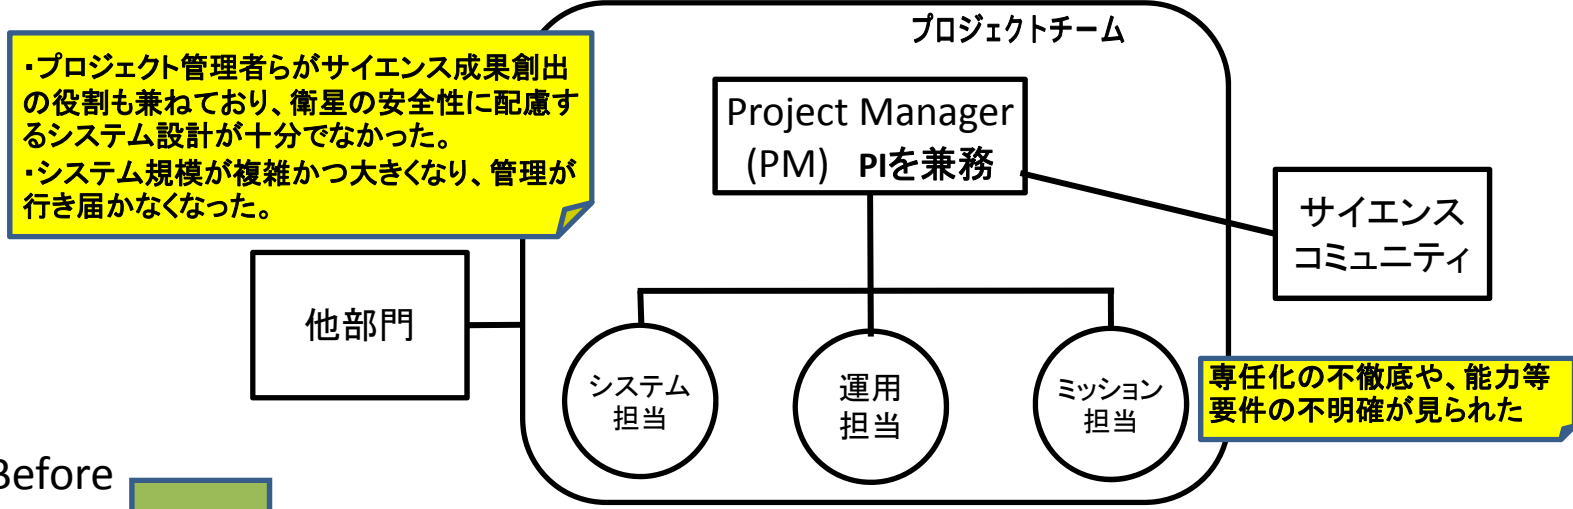 プロジェクトチーム
・プロジェクト管理者らがサイエンス成果創出
の役割も兼ねており、衛星の安全性に配慮す
るシステム設計が十分でなかった。
・システム規模が複雑かつ大きくなり、管理が
行き届かなくなった。
Project Manager
(PM) PIを兼務
サイエンス
コミュニティ
他部門
システム
担当
運用
担当
ミッション
担当
専任化の不徹底や、能力等
要件の不明確が見られた
Before